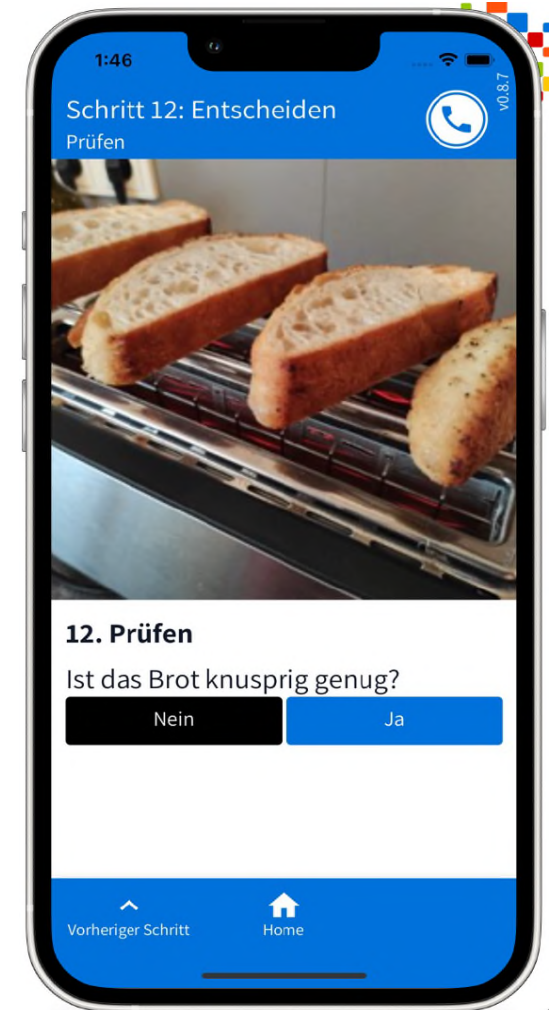 1:46
v0.8.7
Schritt 12: Entscheiden
Prüfen
12. Prüfen
Ist das Brot knusprig genug?
Nein
Ja
Vorheriger Schritt
Home